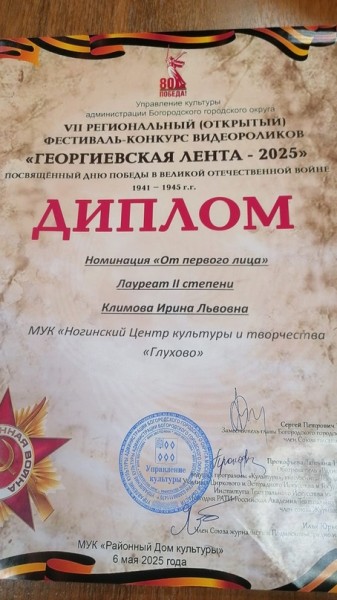 80
ПОБЕДА!
Управление культуры
администрации Богородского городского округа
VII РЕГИОНАЛЬНЫЙ (ОТКРЫТЫЙ)
ФЕСТИВАЛЬ-КОНКУРС ВИДЕОРОЛИКОВ
«ГЕОРГИЕВСКАЯ ЛЕНТА - 2025»
ПОСВЯЩЁННЫЙ ДНЮ ПОБЕДЫ В ВЕЛИКОЙ ОТЕЧЕСТВЕННОЙ ВОЙНЕ
1941 – 1945 г.г.
ДИПЛОМ
Номинация «От первого лица»
Лауреат II степени
Климова Ирина Львовна
МУК «Ногинский Центр культуры и творчества
«Глухово»
Сергей Петрович
Управление
культуры
МУК «Районный Дом культуры»
6 мая 2025 года